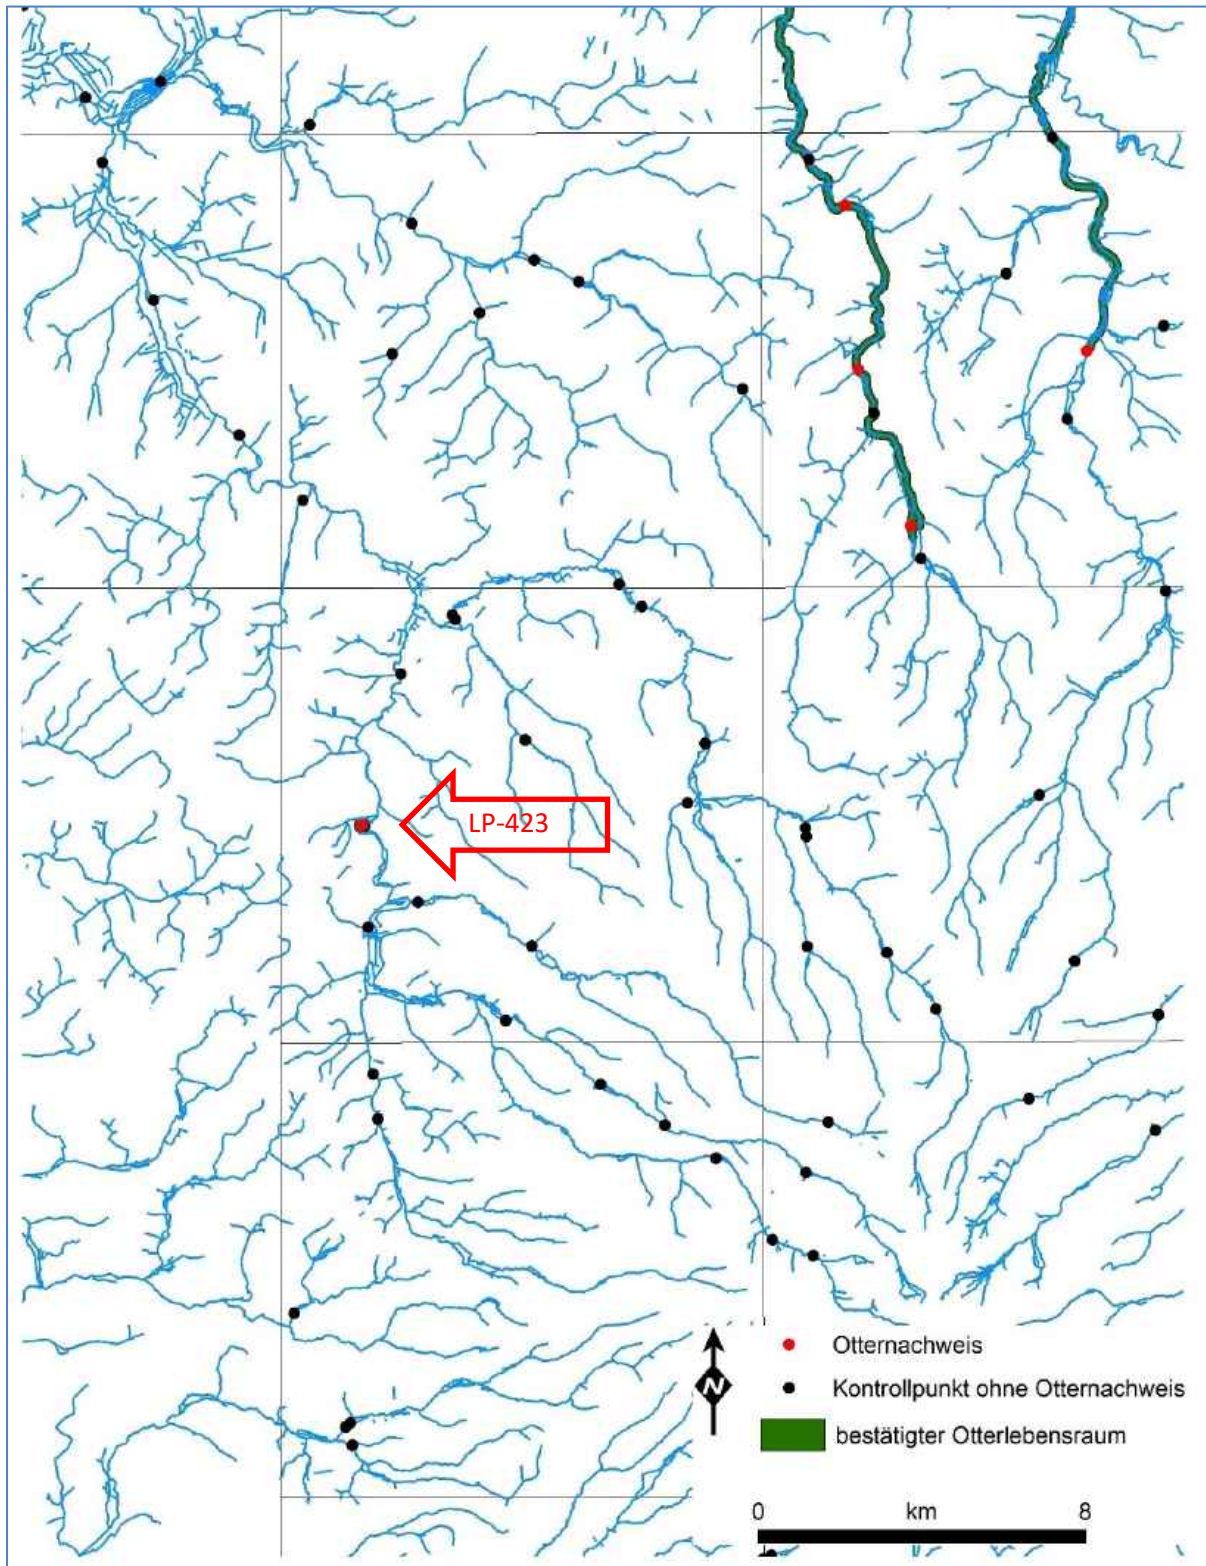 LP-423
N
Otternachweis
Kontrollpunkt ohne Otternachweis
bestätigter Otterlebensraum
0 km 8